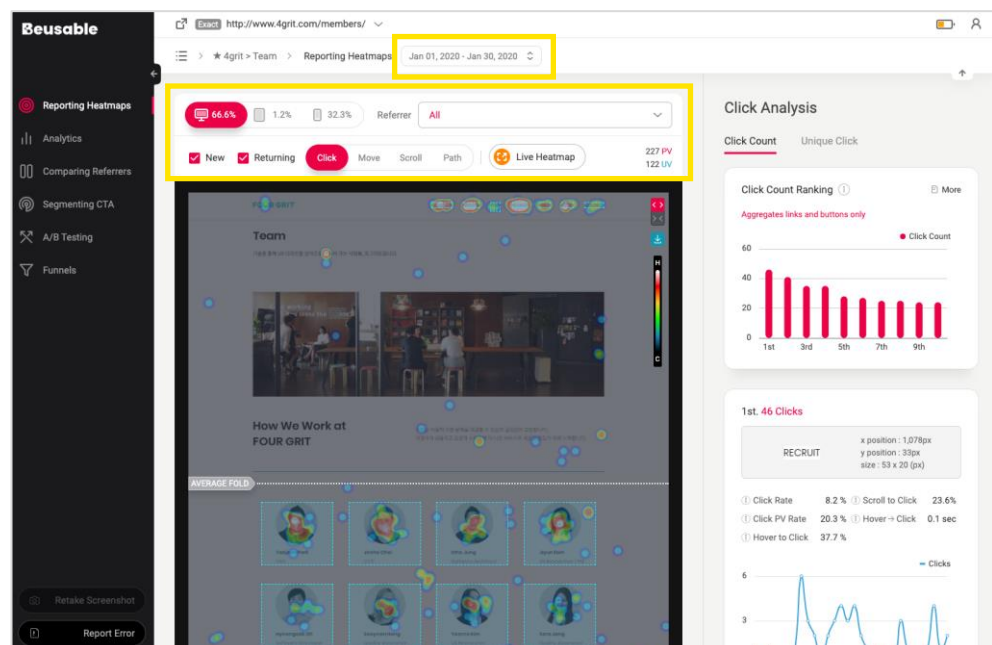 Beusable
Exact http://www.4grit.com/members/
★ 4grit > Team > Reporting Heatmaps Jan 01, 2020 - Jan 30, 2020
Reporting Heatmaps
Analytics
Comparing Referrers
Segmenting CTA
A/B Testing
Funnels
Retake Screenshot
Report Error
66.6% 1.2% 32.3% Referrer All
New Returning Click Move Scroll Path Live Heatmap
227 PV
122 UV
FOUR GRIT
Team
H
C
How We Work at
FOUR GRIT
AVERAGE FOLD
Click Analysis
Click Count Unique Click
Click Count Ranking More
Aggregates links and buttons only
Click Count
60
40
20
0
1st 3rd 5th 7th 9th
1st. 46 Clicks
RECRUIT
x position : 1,078px
y position : 33px
size : 53 x 20 (px)
Click Rate 8.2 % Scroll to Click 23.6%
Click PV Rate 20.3 % Hover → Click 0.1 sec
Hover to Click 37.7 %
Clicks
6
3